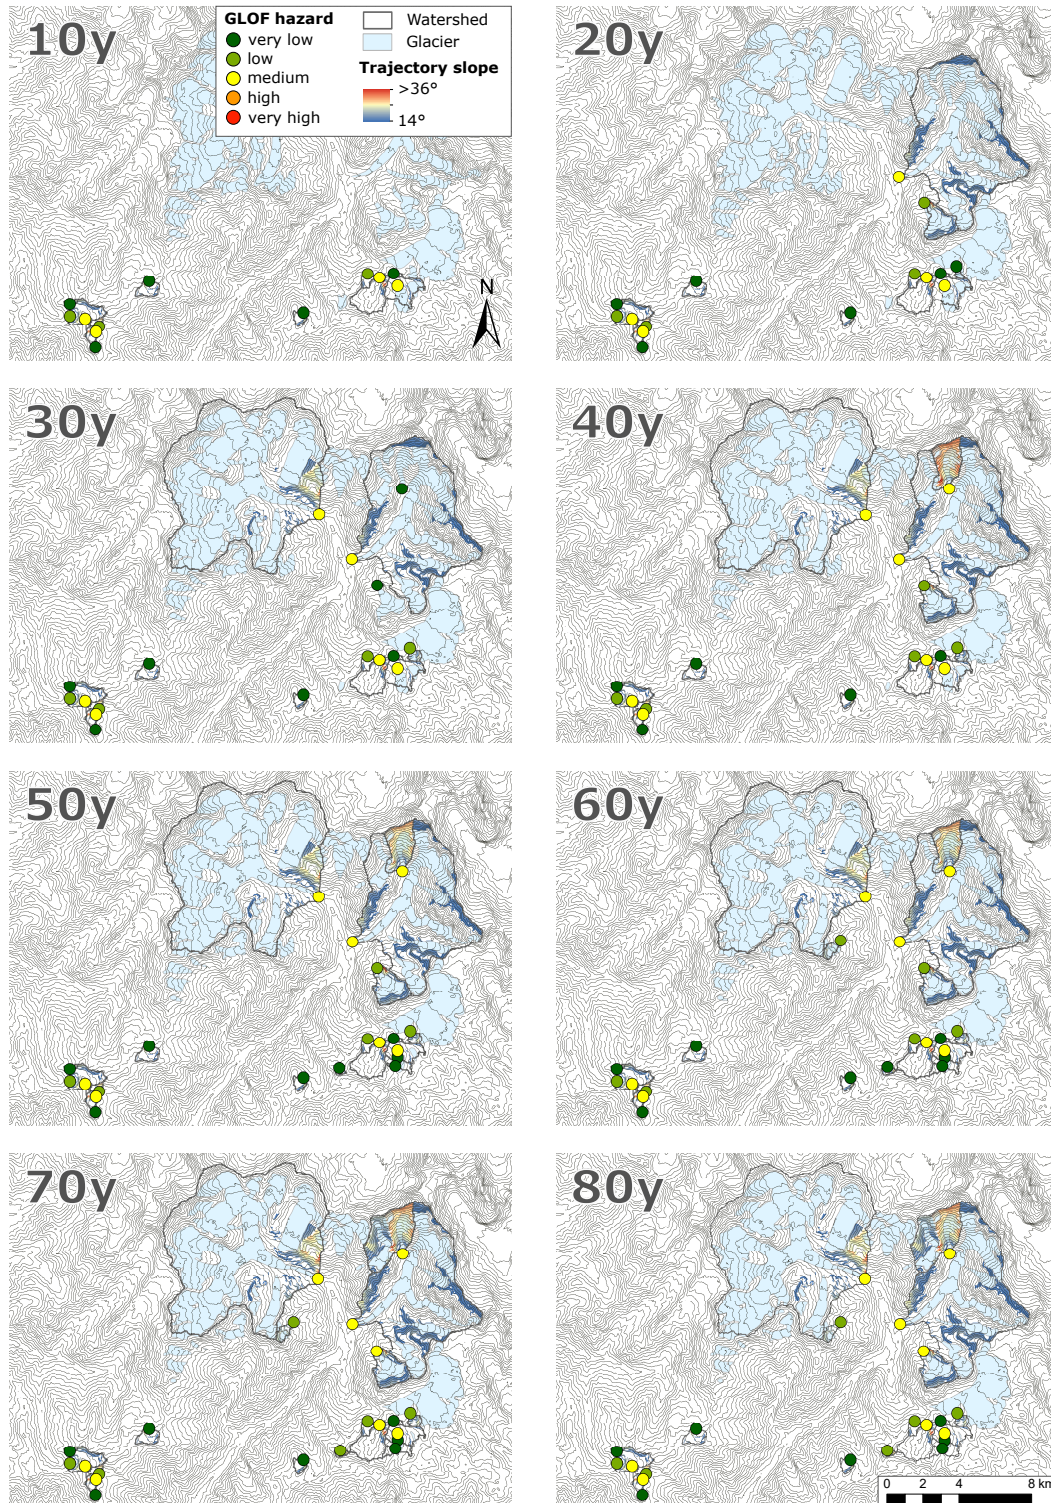 10y
GLOF hazard
very low
low
medium
high
very high
Watershed
Glacier
Trajectory slope
>36°
14°
N
20y
30y
40y
50y
60y
70y
80y
0 2 4 8 km